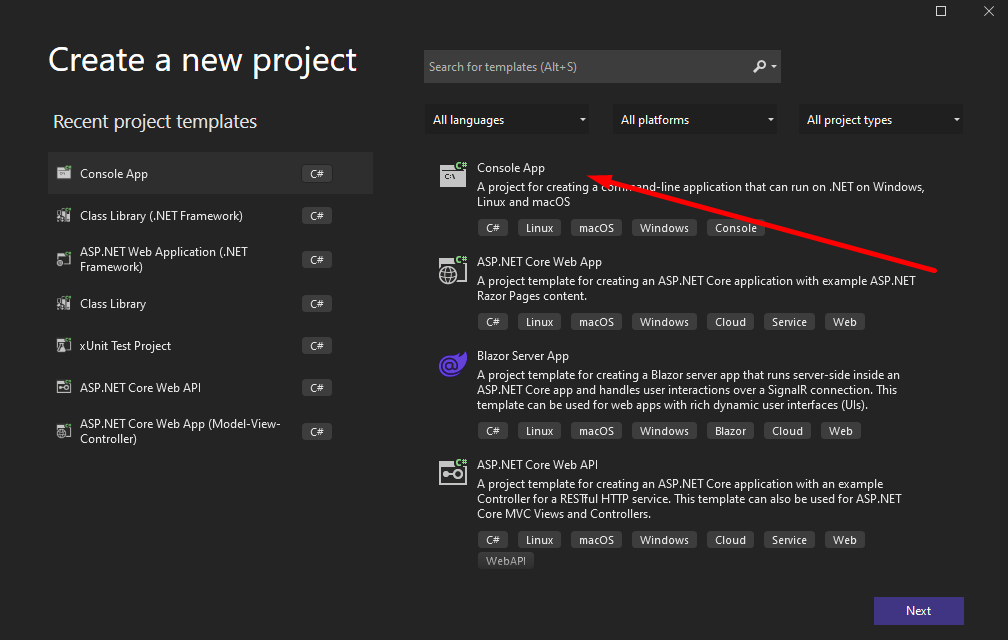 Create a new project
Search for templates (Alt+S)
Recent project templates
All languages
All platforms
All project types
Console App
C#
Class Library (.NET Framework)
C#
ASP.NET Web Application (.NET
Framework)
C#
Class Library
C#
xUnit Test Project
C#
ASP.NET Core Web API
C#
ASP.NET Core Web App (Model-View-
Controller)
C#
C#
C:\
Console App
A project for creating a command-line application that can run on .NET on Windows,
Linux and macOS
C# Linux macOS Windows Console
C#
ASP.NET Core Web App
A project template for creating an ASP.NET Core application with example ASP.NET
Razor Pages content.
C# Linux macOS Windows Cloud Service Web
Blazor Server App
A project template for creating a Blazor server app that runs server-side inside an
ASP.NET Core app and handles user interactions over a SignalR connection. This
template can be used for web apps with rich dynamic user interfaces (UIs).
C# Linux macOS Windows Blazor Cloud Web
C#
ASP.NET Core Web API
A project template for creating an ASP.NET Core application with an example
Controller for a RESTful HTTP service. This template can also be used for ASP.NET
Core MVC Views and Controllers.
C# Linux macOS Windows Cloud Service Web
WebAPI
Next